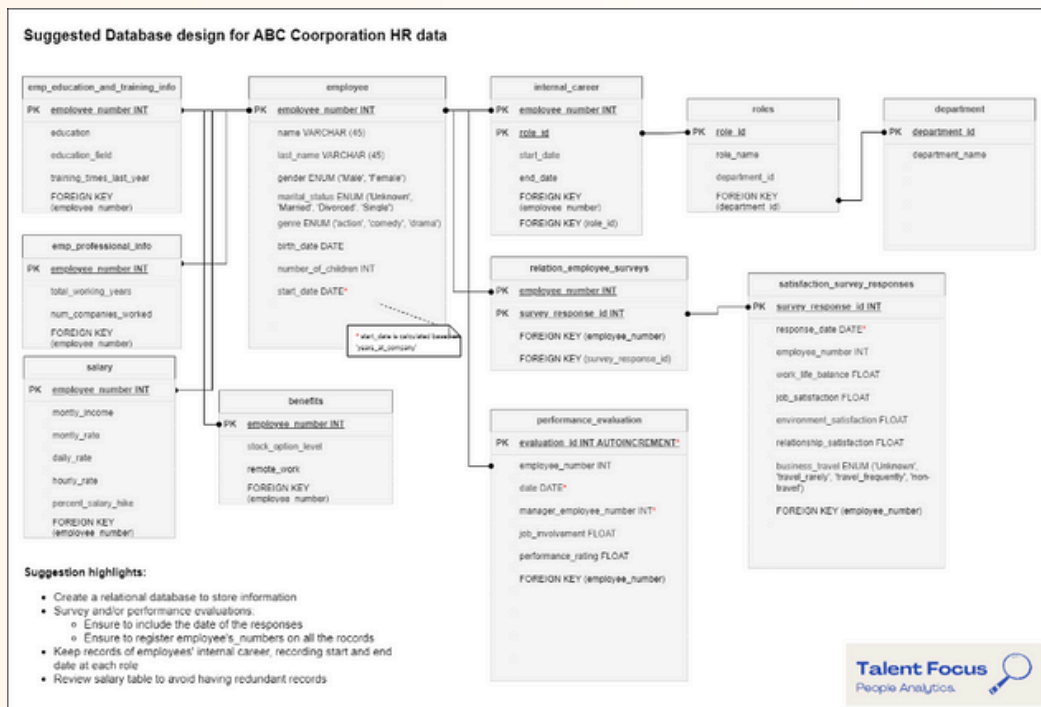 Suggested Database design for ABC Coorporation HR data
emp_education_and_training_info
PK employee_number INT
education
education_field
training_times_last_year
FOREIGN KEY
(employee_number)
emp_professional_info
PK employee_number INT
total_working_years
num_companies_worked
FOREIGN KEY
(employee_number)
salary
PK employee_number INT
montly_income
montly_rate
daily_rate
hourly_rate
percent_salary_hike
FOREIGN KEY
(employee_number)
employee
PK employee_number INT
name VARCHAR (45)
last_name VARCHAR (45)
gender ENUM ('Male', 'Female')
marital_status ENUM ('Unknown',
'Married', 'Divorced', 'Single')
genre ENUM ('action', 'comedy', 'drama')
birth_date DATE
number_of_children INT
start_date DATE*
* start_date is calculated based on
'years_at_company'
benefits
PK employee_number INT
stock_option_level
remote_work
FOREIGN KEY
(employee_number)
internal_career
PK employee_number INT
PK role_id
start_date
end_date
FOREIGN KEY
(employee_number)
FOREIGN KEY (role_id)
roles
PK role_id
role_name
department_id
FOREIGN KEY
(department_id)
department
PK department_id
department_name
relation_employee_surveys
PK employee_number INT
PK survey_response_id INT
FOREIGN KEY (employee_number)
FOREIGN KEY (survey_response_id)
satisfaction_survey_responses
PK survey_response_id INT
response_date DATE*
employee_number INT
work_life_balance FLOAT
job_satisfaction FLOAT
environment_satisfaction FLOAT
relationship_satisfaction FLOAT
business_travel ENUM ('Unknown',
'travel_rarely', 'travel_frequently', 'non-
travel')
FOREIGN KEY (employee_number)
performance_evaluation
PK evaluation_id INT AUTOINCREMENT*
employee_number INT
date DATE*
manager_employee_number INT*
job_involvement FLOAT
performance_rating FLOAT
FOREIGN KEY (employee_number)
Suggestion highlights:
• Create a relational database to store information
• Survey and/or performance evaluations:
○ Ensure to include the date of the responses
○ Ensure to register employee's_numbers on all the rocords
• Keep records of employees' internal career, recording start and end
date at each role
• Review salary table to avoid having redundant records
Talent Focus
People Analytics.